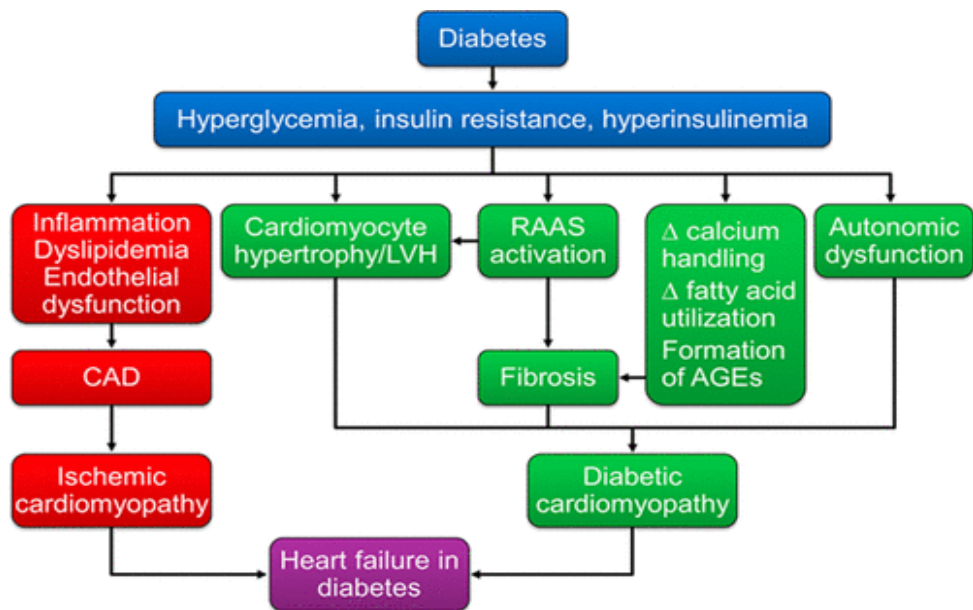 Diabetes
Hyperglycemia, insulin resistance, hyperinsulinemia
Inflammation
Dyslipidemia
Endothelial
dysfunction
Cardiomyocyte
hypertrophy/LVH
RAAS
activation
Δ calcium
handling
Δ fatty acid
utilization
Formation
of AGEs
Autonomic
dysfunction
CAD
Fibrosis
Ischemic
cardiomyopathy
Diabetic
cardiomyopathy
Heart failure in
diabetes